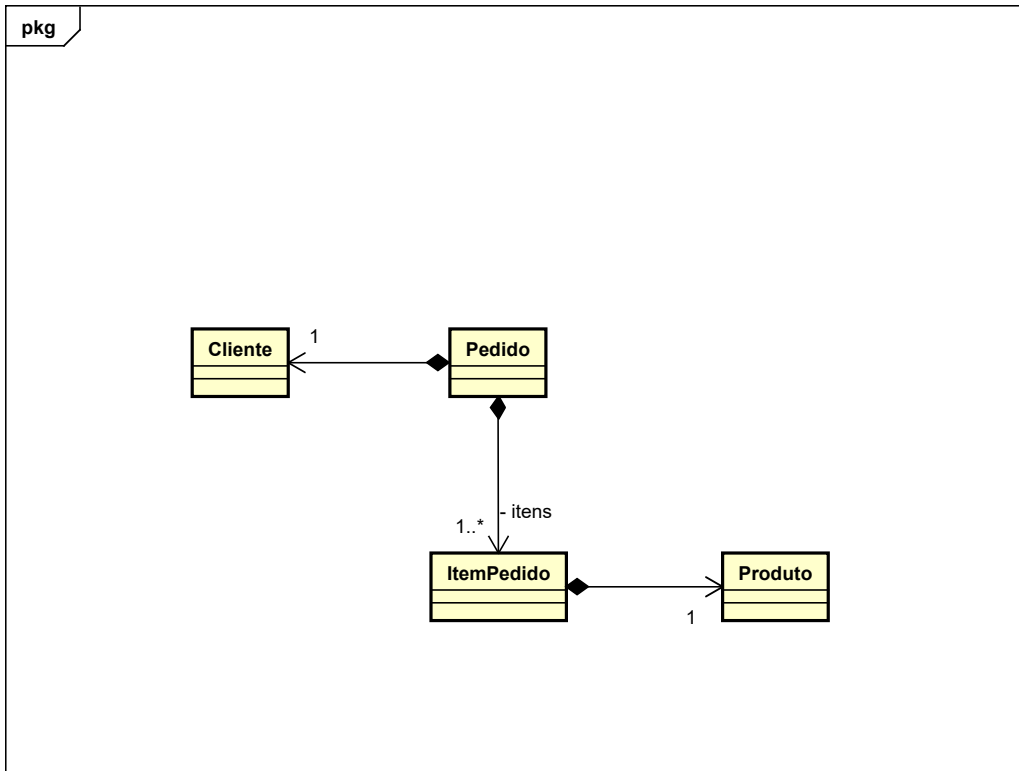 pkg
Cliente
1
Pedido
- itens
1..*
ItemPedido
Produto
1